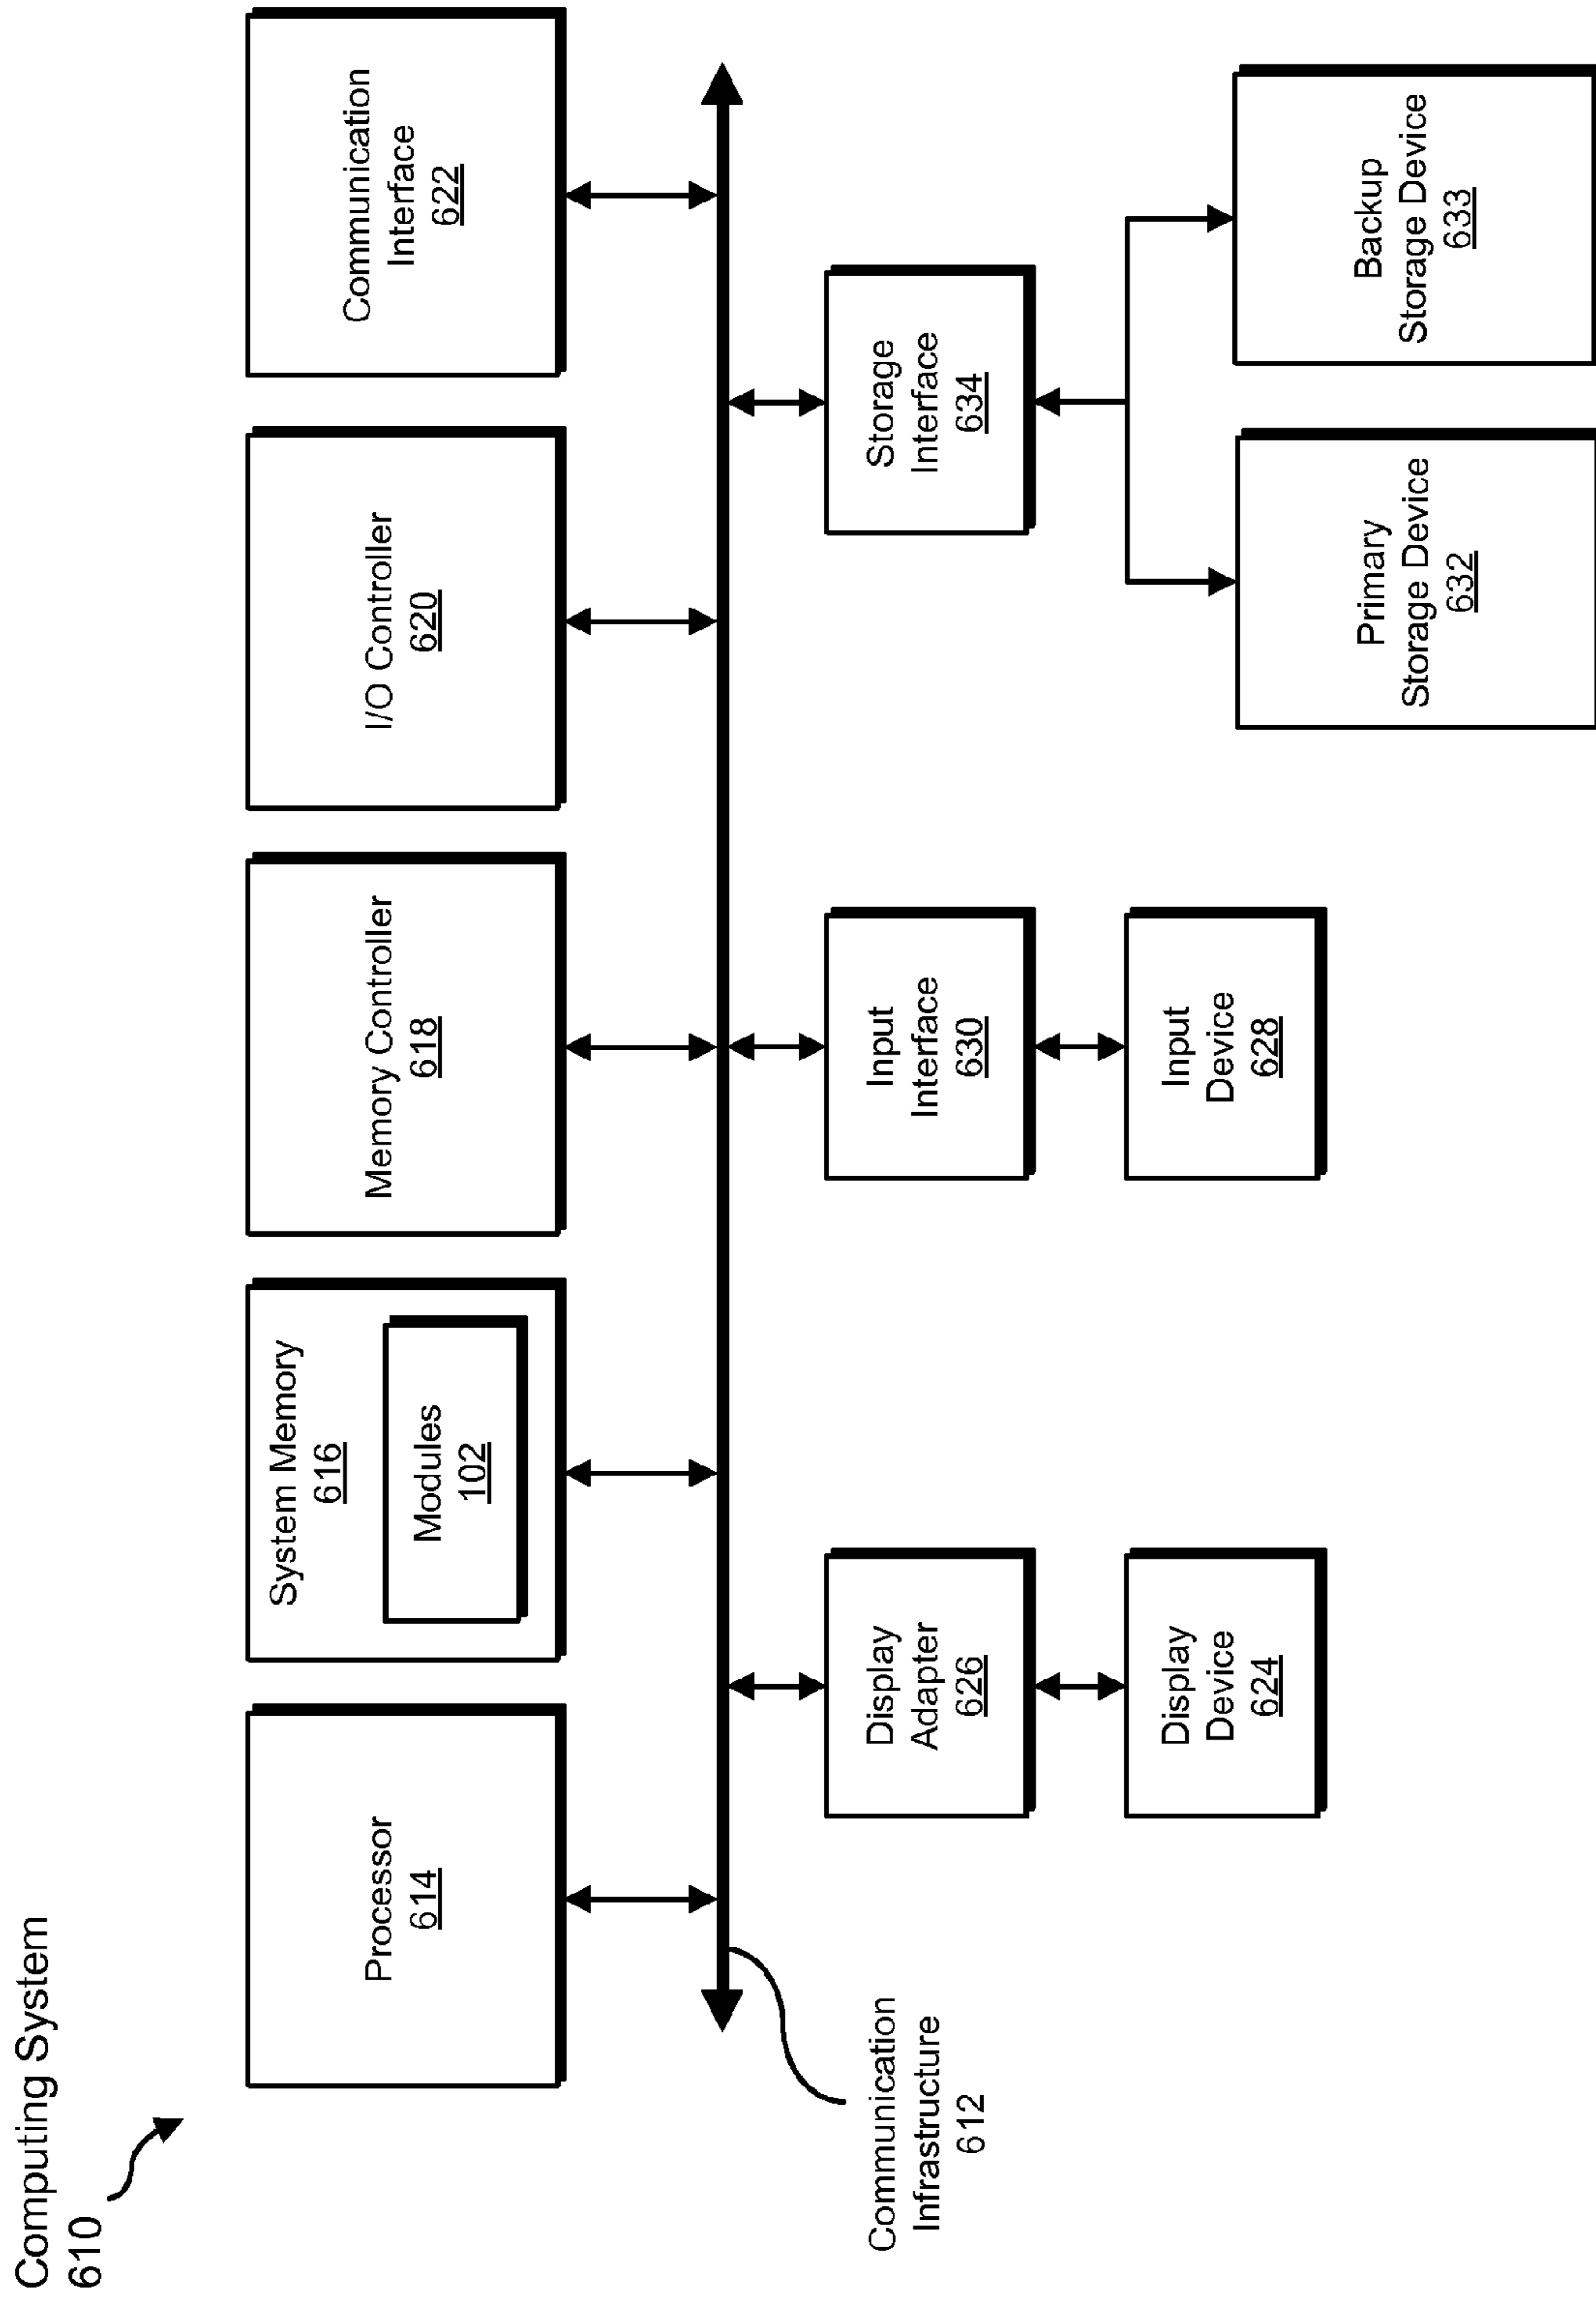 Computing System
610
Processor
614
System Memory
616
Modules
102
Memory Controller
618
I/O Controller
620
Communication
Interface
622
Communication
Infrastructure
612
Display
Adapter
626
Input
Interface
630
Storage
Interface
634
Display
Device
624
Input
Device
628
Primary
Storage Device
632
Backup
Storage Device
633